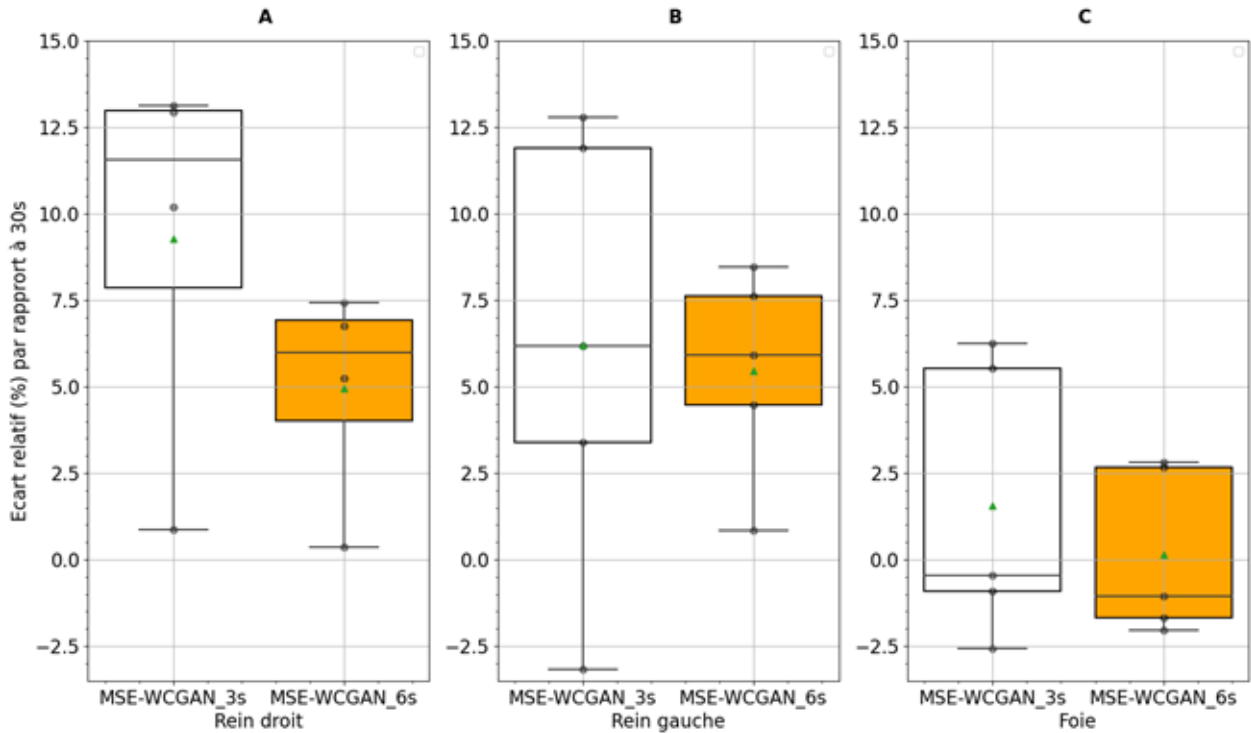 A
B
C
Ecart relatif (%) par rapprort à 30s
15.0
12.5
10.0
7.5
5.0
2.5
0.0
−2.5
15.0
12.5
10.0
7.5
5.0
2.5
0.0
−2.5
15.0
12.5
10.0
7.5
5.0
2.5
0.0
−2.5
MSE-WCGAN_3s MSE-WCGAN_6s
Rein droit
MSE-WCGAN_3s MSE-WCGAN_6s
Rein gauche
MSE-WCGAN_3s MSE-WCGAN_6s
Foie